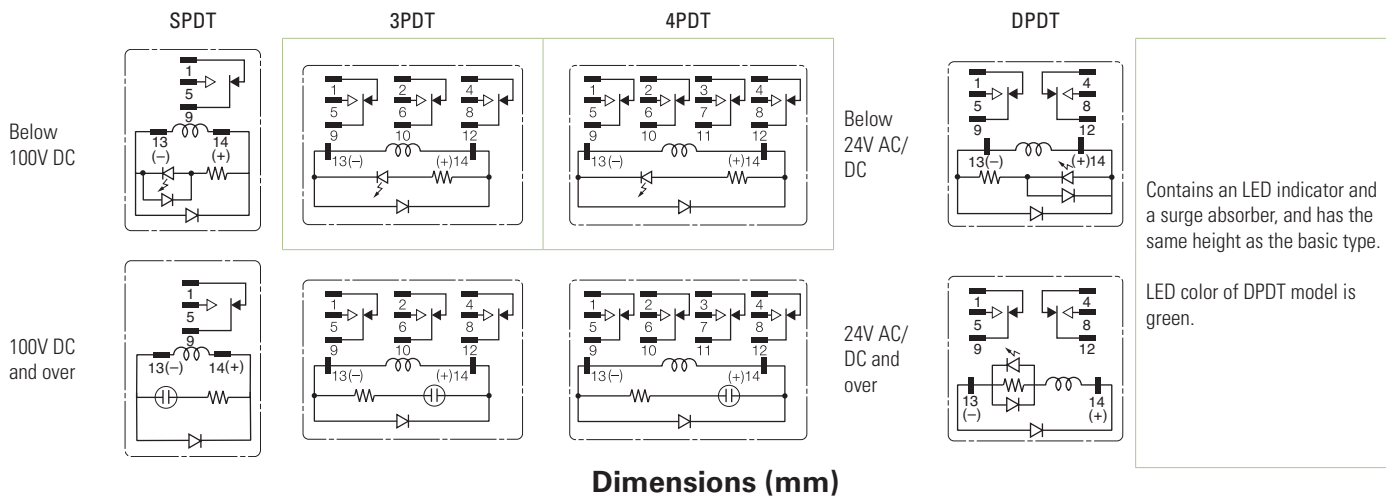 SPDT
3PDT
4PDT
DPDT
Below
100V DC
1
5
9
13 14
(–) (+)
1 2 4
5 6 8
9 10 12
13(–) (+)14
1 2 3 4
5 6 7 8
9 10 11 12
13(–) (+)14
Below
24V AC/
DC
1 4
5 8
9 12
13(–) (+)14
Contains an LED indicator and
a surge absorber, and has the
same height as the basic type.
LED color of DPDT model is
green.
100V DC
and over
1
5
9
13(–) 14(+)
1 2 4
5 6 8
9 10 12
13(–) (+)14
1 2 3 4
5 6 7 8
9 10 11 12
13(–) (+)14
24V AC/
DC and
over
1 4
5 8
9 12
13 14
(–) (+)
Dimensions (mm)